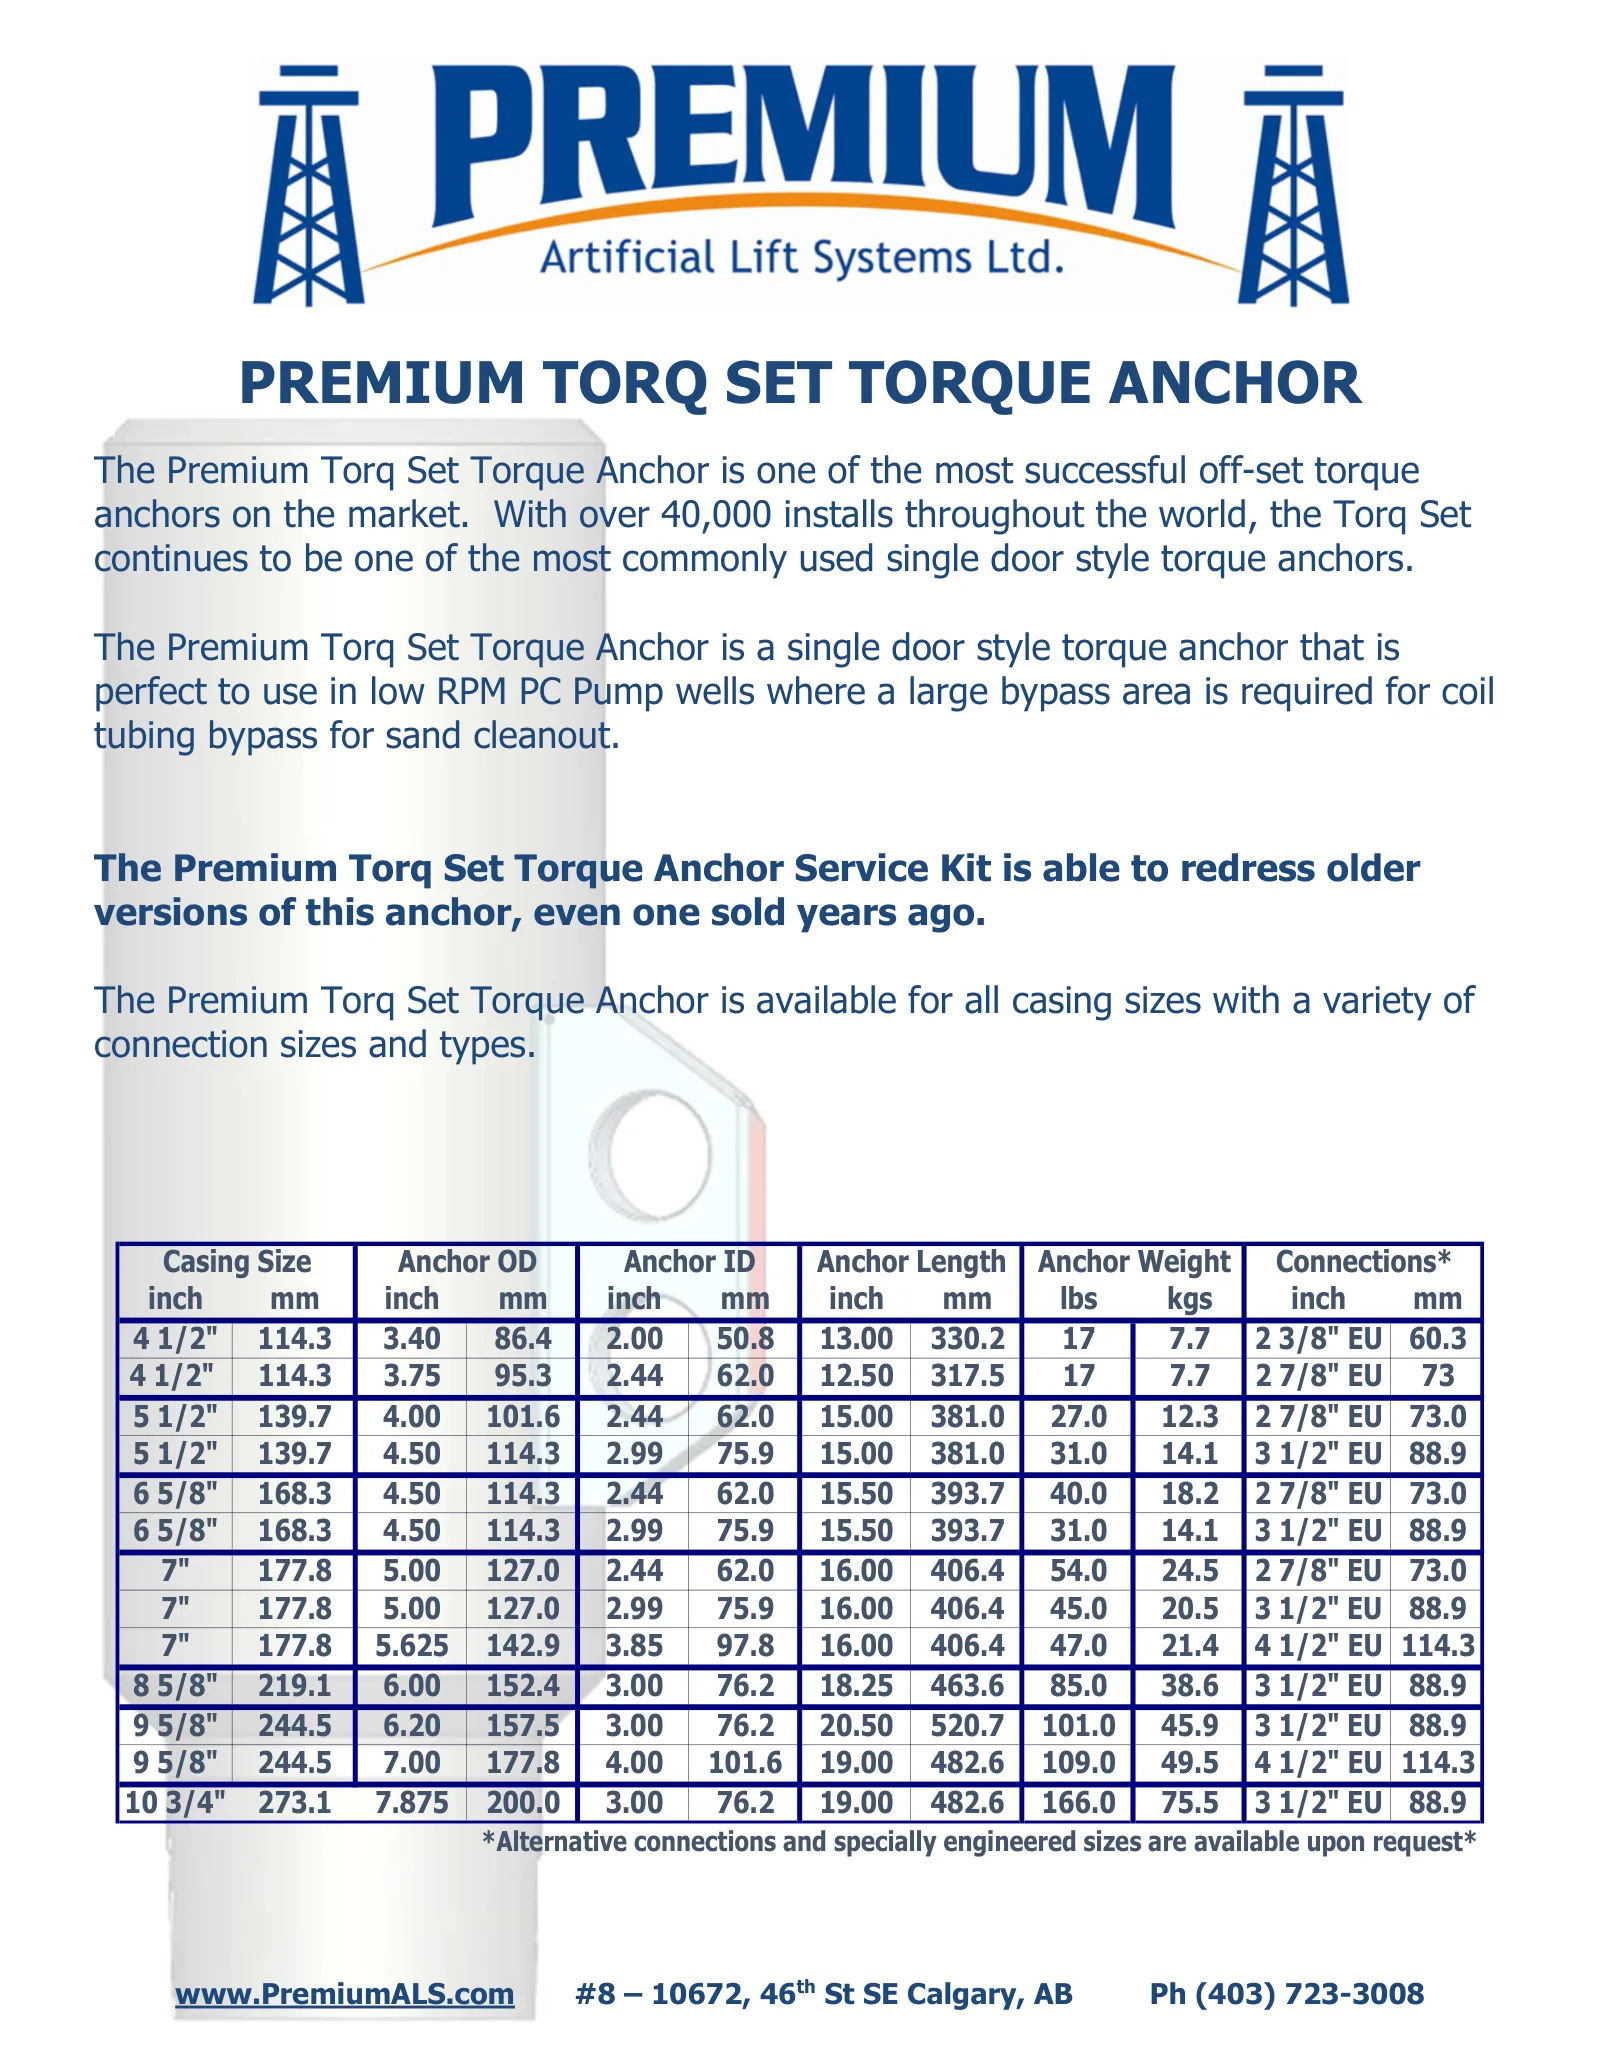 PREMIUM
Artificial Lift Systems Ltd.
PREMIUM TORQ SET TORQUE ANCHOR
The Premium Torq Set Torque Anchor is one of the most successful off-set torque
anchors on the market.  With over 40,000 installs throughout the world, the Torq Set
continues to be one of the most commonly used single door style torque anchors.
The Premium Torq Set Torque Anchor is a single door style torque anchor that is
perfect to use in low RPM PC Pump wells where a large bypass area is required for coil
tubing bypass for sand cleanout.
The Premium Torq Set Torque Anchor Service Kit is able to redress older
versions of this anchor, even one sold years ago.
The Premium Torq Set Torque Anchor is available for all casing sizes with a variety of
connection sizes and types.
Casing Size Anchor OD Anchor ID Anchor Length Anchor Weight Connections*
inch mm inch mm inch mm inch mm lbs kgs inch mm
4 1/2" 114.3 3.40 86.4 2.00 50.8 13.00 330.2 17 7.7 2 3/8" EU 60.3
4 1/2" 114.3 3.75 95.3 2.44 62.0 12.50 317.5 17 7.7 2 7/8" EU 73
5 1/2" 139.7 4.00 101.6 2.44 62.0 15.00 381.0 27.0 12.3 2 7/8" EU 73.0
5 1/2" 139.7 4.50 114.3 2.99 75.9 15.00 381.0 31.0 14.1 3 1/2" EU 88.9
6 5/8" 168.3 4.50 114.3 2.44 62.0 15.50 393.7 40.0 18.2 2 7/8" EU 73.0
6 5/8" 168.3 4.50 114.3 2.99 75.9 15.50 393.7 31.0 14.1 3 1/2" EU 88.9
7" 177.8 5.00 127.0 2.44 62.0 16.00 406.4 54.0 24.5 2 7/8" EU 73.0
7" 177.8 5.00 127.0 2.99 75.9 16.00 406.4 45.0 20.5 3 1/2" EU 88.9
7" 177.8 5.625 142.9 3.85 97.8 16.00 406.4 47.0 21.4 4 1/2" EU 114.3
8 5/8" 219.1 6.00 152.4 3.00 76.2 18.25 463.6 85.0 38.6 3 1/2" EU 88.9
9 5/8" 244.5 6.20 157.5 3.00 76.2 20.50 520.7 101.0 45.9 3 1/2" EU 88.9
9 5/8" 244.5 7.00 177.8 4.00 101.6 19.00 482.6 109.0 49.5 4 1/2" EU 114.3
10 3/4" 273.1 7.875 200.0 3.00 76.2 19.00 482.6 166.0 75.5 3 1/2" EU 88.9
*Alternative connections and specially engineered sizes are available upon request*
www.PremiumALS.com #8 – 10672, 46th St SE Calgary, AB Ph (403) 723-3008